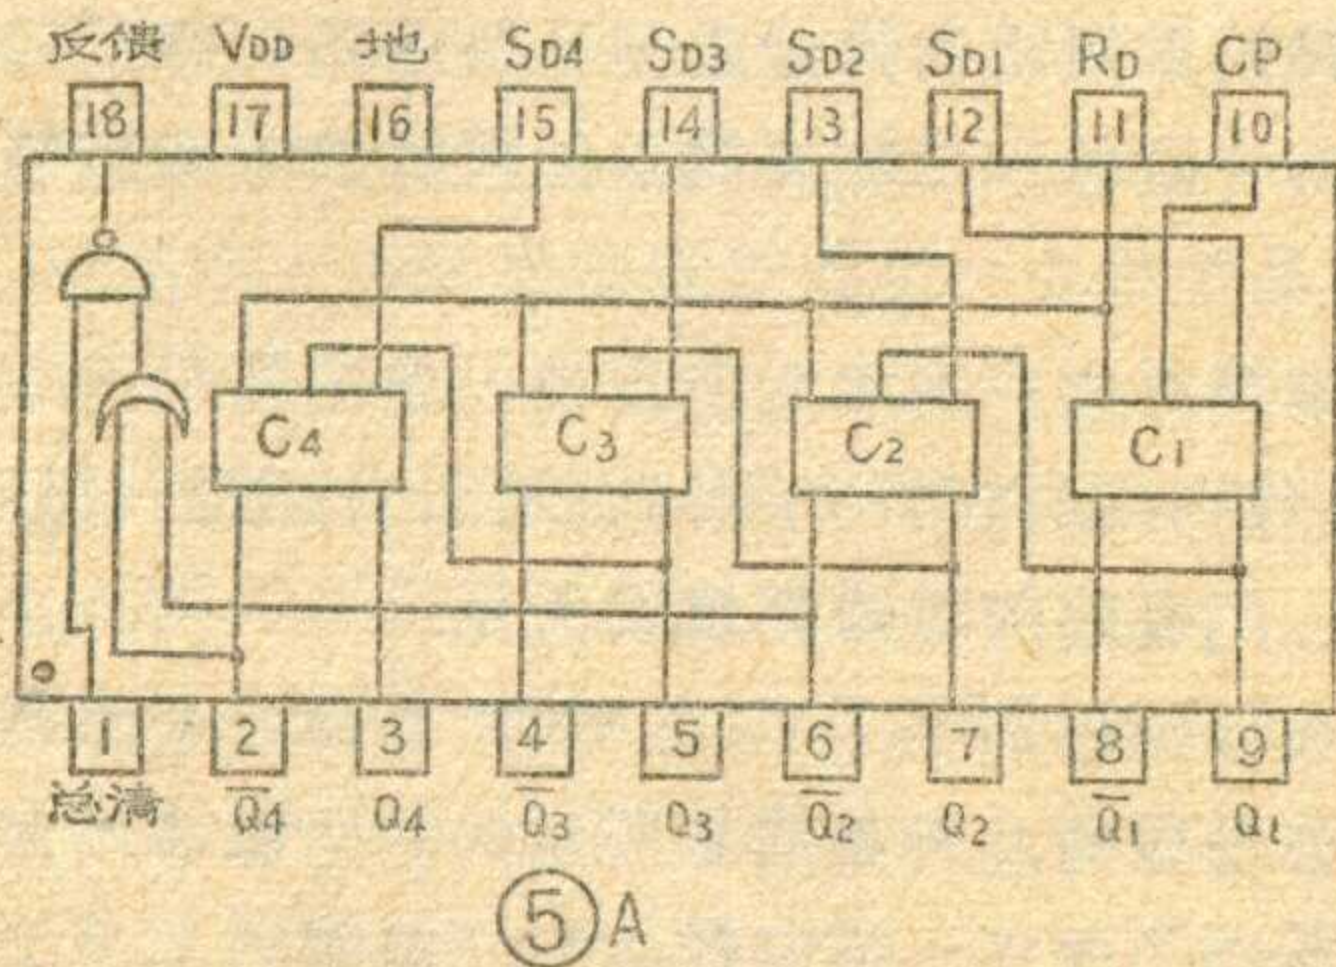 反馈 VDD 地 SD4 SD3 SD2 SD1 RD CP
18 17 16 15 14 13 12 11 10
C4 C3 C2 C1
1 2 3 4 5 6 7 8 9
总清 Q̅4 Q4 Q̅3 Q3 Q̅2 Q2 Q̅1 Q1
⑤A